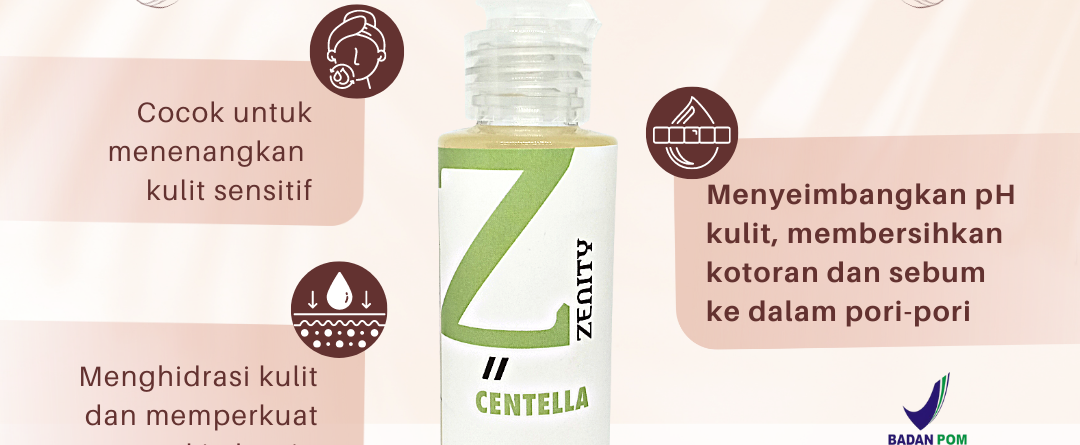 Cocok untuk
menenangkan
kulit sensitif
Menghidrasi kulit
dan memperkuat
Z
ZENITY
CENTELLA
Menyeimbangkan pH
kulit, membersihkan
kotoran dan sebum
ke dalam pori-pori
BADAN POM